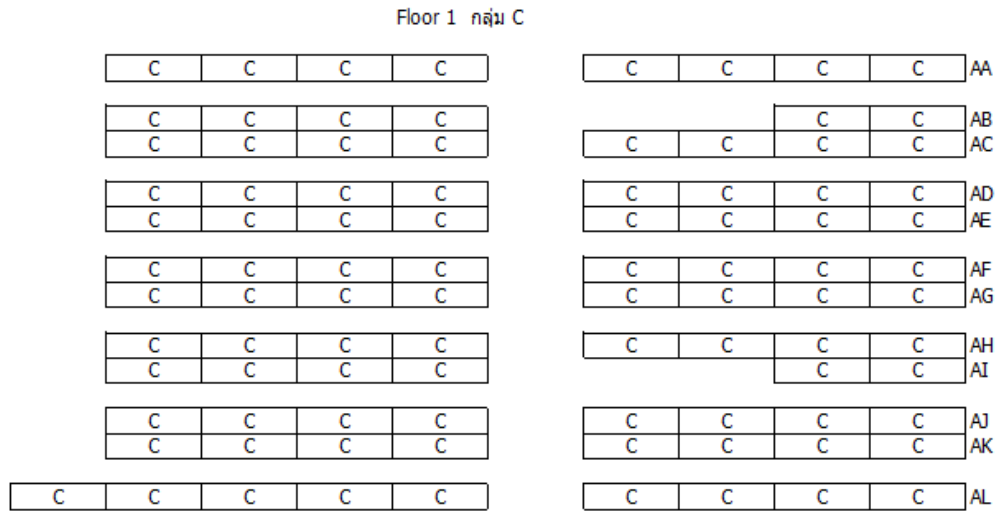 Floor 1 กลุ่ม C
C C C C C C C C AA
C C C C C C AB
C C C C C C C C AC
C C C C C C C C AD
C C C C C C C C AE
C C C C C C C C AF
C C C C C C C C AG
C C C C C C C C AH
C C C C C C AI
C C C C C C C C AJ
C C C C C C C C AK
C C C C C C C C C AL